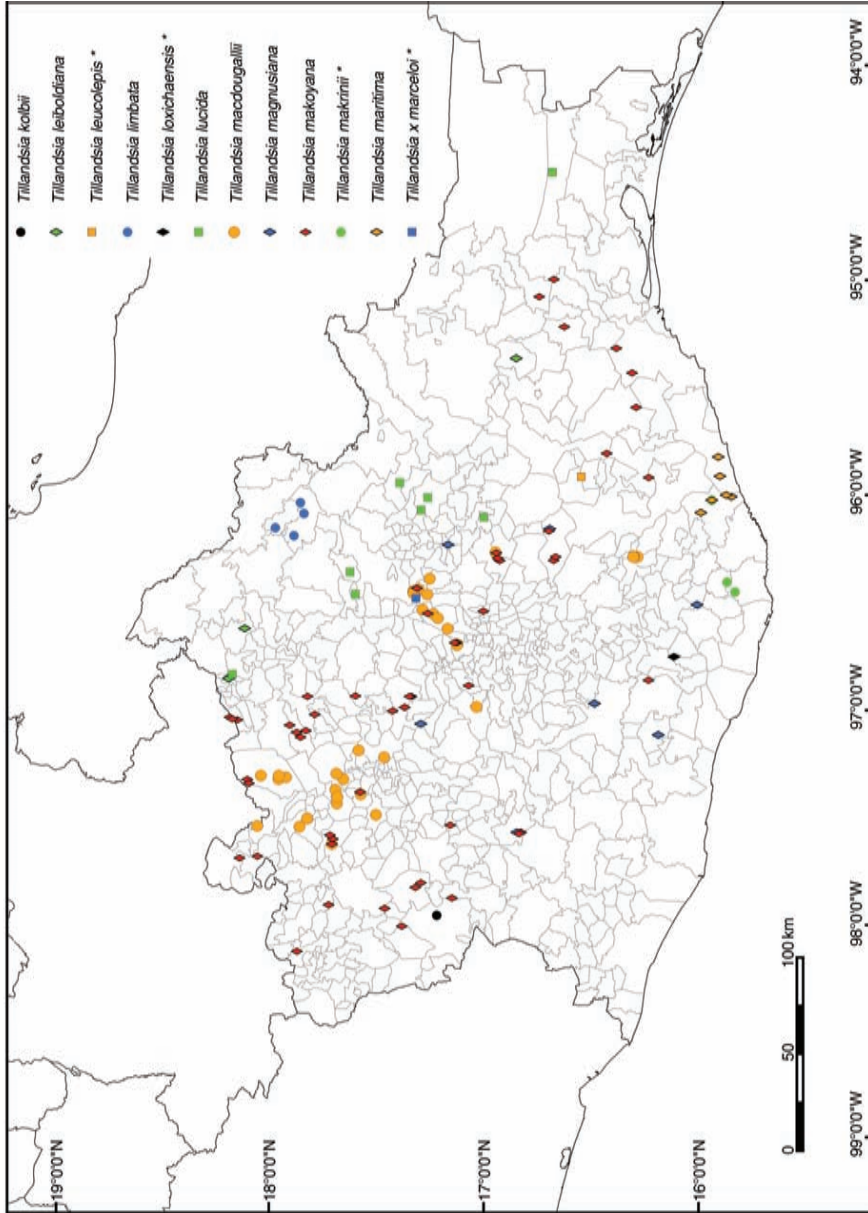 Tillandsia kolbii
Tillandsia leiboldiana
Tillandsia leucolepis *
Tillandsia limbata
Tillandsia loxichaensis *
Tillandsia lucida
Tillandsia macdougallii
Tillandsia magnusiana
Tillandsia makoyana
Tillandsia makrinii *
Tillandsia maritima
Tillandsia x marceloi *
19°0'0"N
18°0'0"N
17°0'0"N
16°0'0"N
0 50 100 km
99°0'0"W 98°0'0"W 97°0'0"W 96°0'0"W 95°0'0"W 94°0'0"W